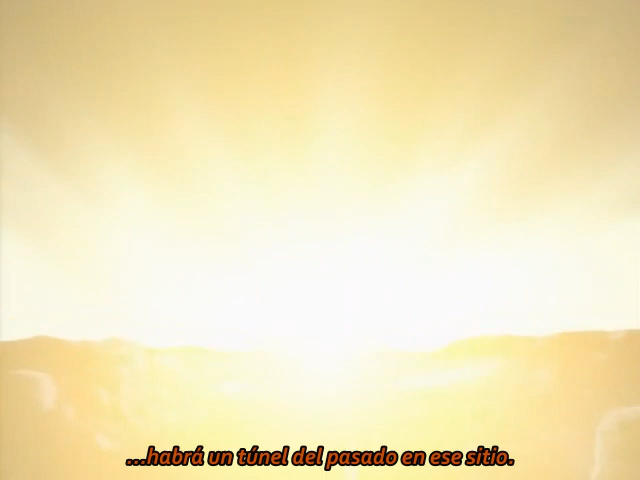 ...habrá un túnel del pasado en ese sitio.